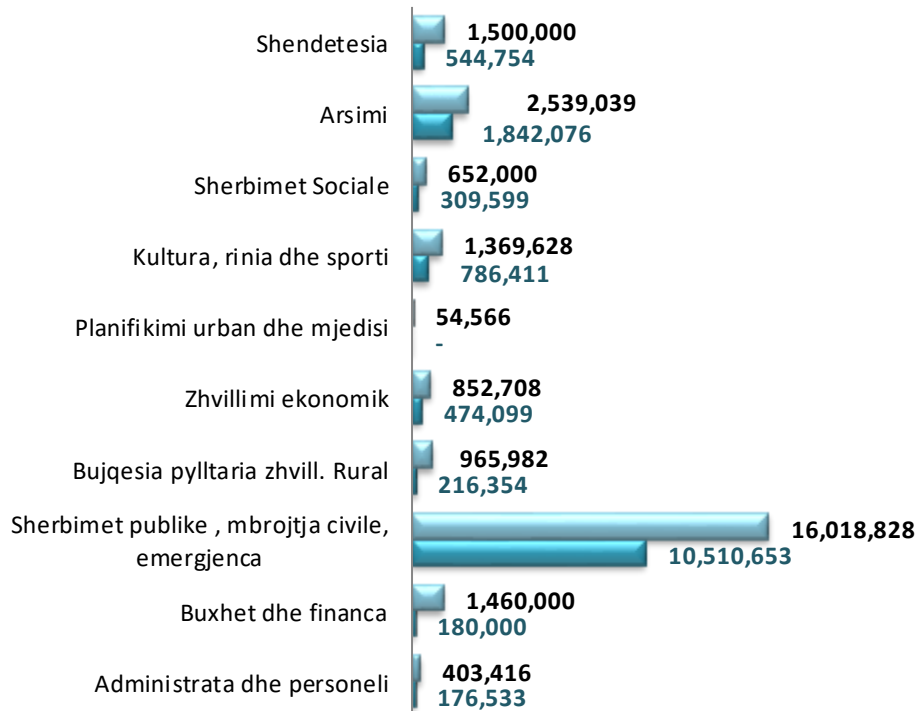 Shendetesia
1,500,000
544,754
Arsimi
2,539,039
1,842,076
Sherbimet Sociale
652,000
309,599
Kultura, rinia dhe sporti
1,369,628
786,411
Planifikimi urban dhe mjedisi
54,566
-
Zhvillimi ekonomik
852,708
474,099
Bujqesia pylltaria zhvill. Rural
965,982
216,354
Sherbimet publike , mbrojtja civile,
emergjenca
16,018,828
10,510,653
Buxhet dhe financa
1,460,000
180,000
Administrata dhe personeli
403,416
176,533